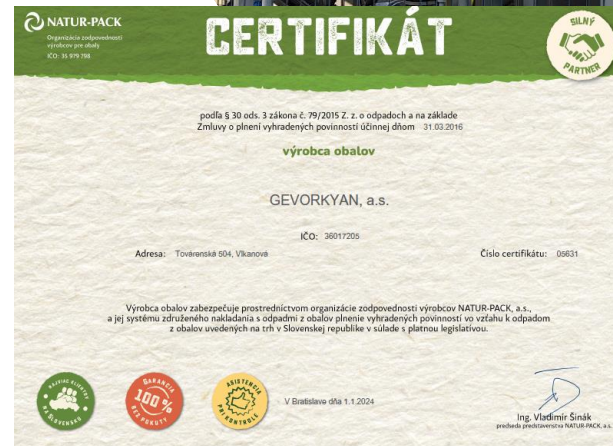 NATUR-PACK
Organizácia zodpovednosti
výrobcov pre obaly
IČO: 35 979 798
CERTIFIKÁT
SILNÝ
PARTNER
podľa § 30 ods. 3 zákona č. 79/2015 Z. z. o odpadoch a na základe
Zmluvy o plnení vyhradených povinností účinnej dňom 31.03.2016
výrobca obalov
GEVORKYAN, a.s.
IČO: 36017205
Adresa: Továrenská 504, Vlkanová
Číslo certifikátu: 05631
Výrobca obalov zabezpečuje prostredníctvom organizácie zodpovednosti výrobcov NATUR-PACK, a.s.,
a jej systému združeného nakladania s odpadmi z obalov plnenie vyhradených povinností vo vzťahu k odpadom
z obalov uvedených na trh v Slovenskej republike v súlade s platnou legislatívou.
NAJVIAC KLIENTOV
NA SLOVENSKU
GARANCIA
100 %
BEZ POKUTY
ASISTENCIA
PRI KONTROLE
V Bratislave dňa 1.1.2024
Ing. Vladimír Šinák
predseda predstavenstva NATUR-PACK, a.s.